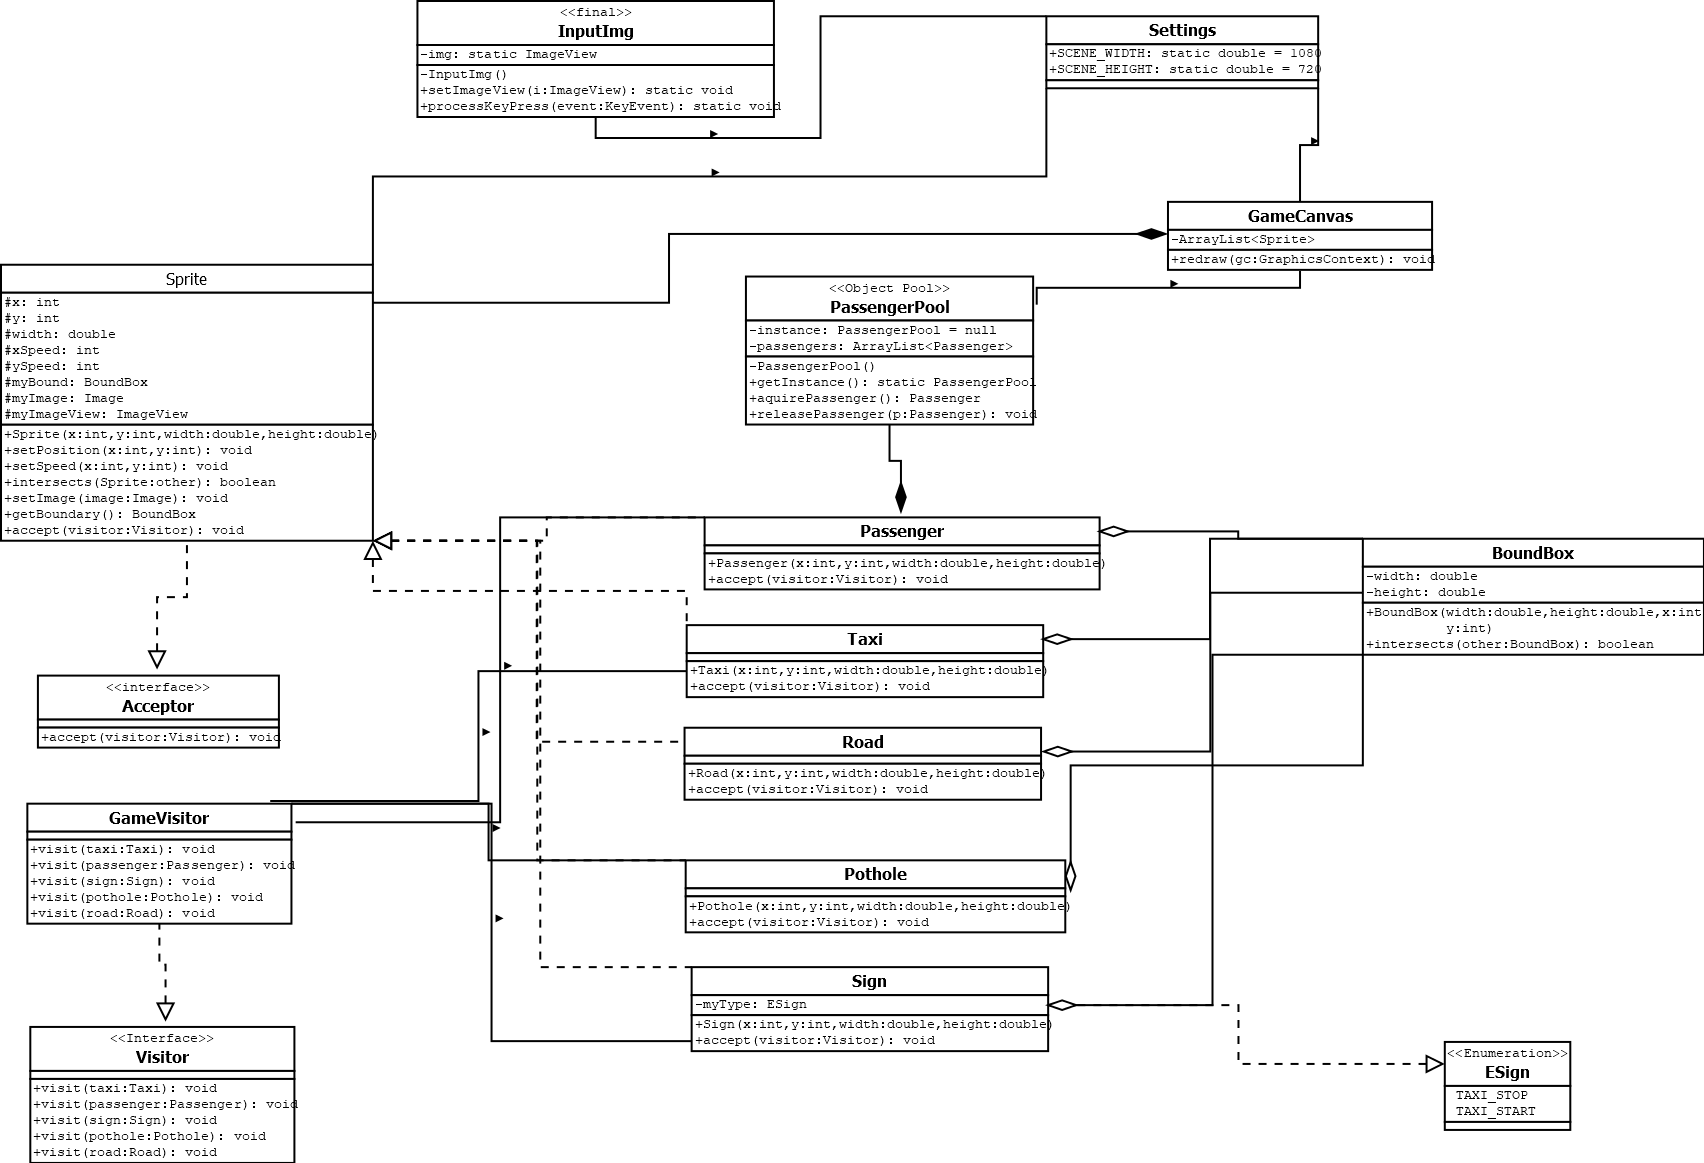 <<final>>
InputImg
-img: static ImageView
-InputImg()
+setImageView(i:ImageView): static void
+processKeyPress(event:KeyEvent): static void
Settings
+SCENE_WIDTH: static double = 1080
+SCENE_HEIGHT: static double = 720
GameCanvas
-ArrayList<Sprite>
+redraw(gc:GraphicsContext): void
Sprite
#x: int
#y: int
#width: double
#xSpeed: int
#ySpeed: int
#myBound: BoundBox
#myImage: Image
#myImageView: ImageView
+Sprite(x:int,y:int,width:double,height:double)
+setPosition(x:int,y:int): void
+setSpeed(x:int,y:int): void
+intersects(Sprite:other): boolean
+setImage(image:Image): void
+getBoundary(): BoundBox
+accept(visitor:Visitor): void
<<Object Pool>>
PassengerPool
-instance: PassengerPool = null
-passengers: ArrayList<Passenger>
-PassengerPool()
+getInstance(): static PassengerPool
+aquirePassenger(): Passenger
+releasePassenger(p:Passenger): void
Passenger
+Passenger(x:int,y:int,width:double,height:double)
+accept(visitor:Visitor): void
BoundBox
-width: double
-height: double
+BoundBox(width:double,height:double,x:int
y:int)
+intersects(other:BoundBox): boolean
Taxi
+Taxi(x:int,y:int,width:double,height:double)
+accept(visitor:Visitor): void
<<interface>>
Acceptor
+accept(visitor:Visitor): void
Road
+Road(x:int,y:int,width:double,height:double)
+accept(visitor:Visitor): void
GameVisitor
+visit(taxi:Taxi): void
+visit(passenger:Passenger): void
+visit(sign:Sign): void
+visit(pothole:Pothole): void
+visit(road:Road): void
Pothole
+Pothole(x:int,y:int,width:double,height:double)
+accept(visitor:Visitor): void
Sign
-myType: ESign
+Sign(x:int,y:int,width:double,height:double)
+accept(visitor:Visitor): void
<<Interface>>
Visitor
+visit(taxi:Taxi): void
+visit(passenger:Passenger): void
+visit(sign:Sign): void
+visit(pothole:Pothole): void
+visit(road:Road): void
<<Enumeration>>
ESign
TAXI_STOP
TAXI_START